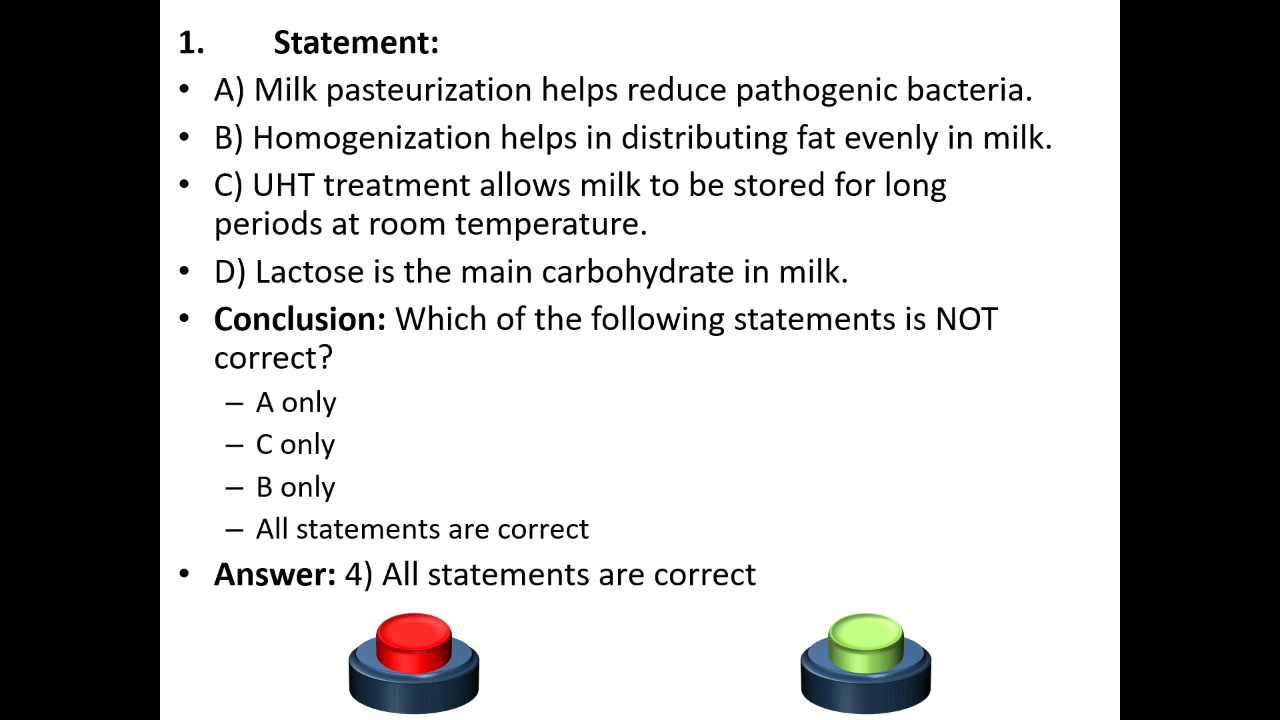 1. Statement:
• A) Milk pasteurization helps reduce pathogenic bacteria.
• B) Homogenization helps in distributing fat evenly in milk.
• C) UHT treatment allows milk to be stored for long
periods at room temperature.
• D) Lactose is the main carbohydrate in milk.
• Conclusion: Which of the following statements is NOT
correct?
– A only
– C only
– B only
– All statements are correct
• Answer: 4) All statements are correct